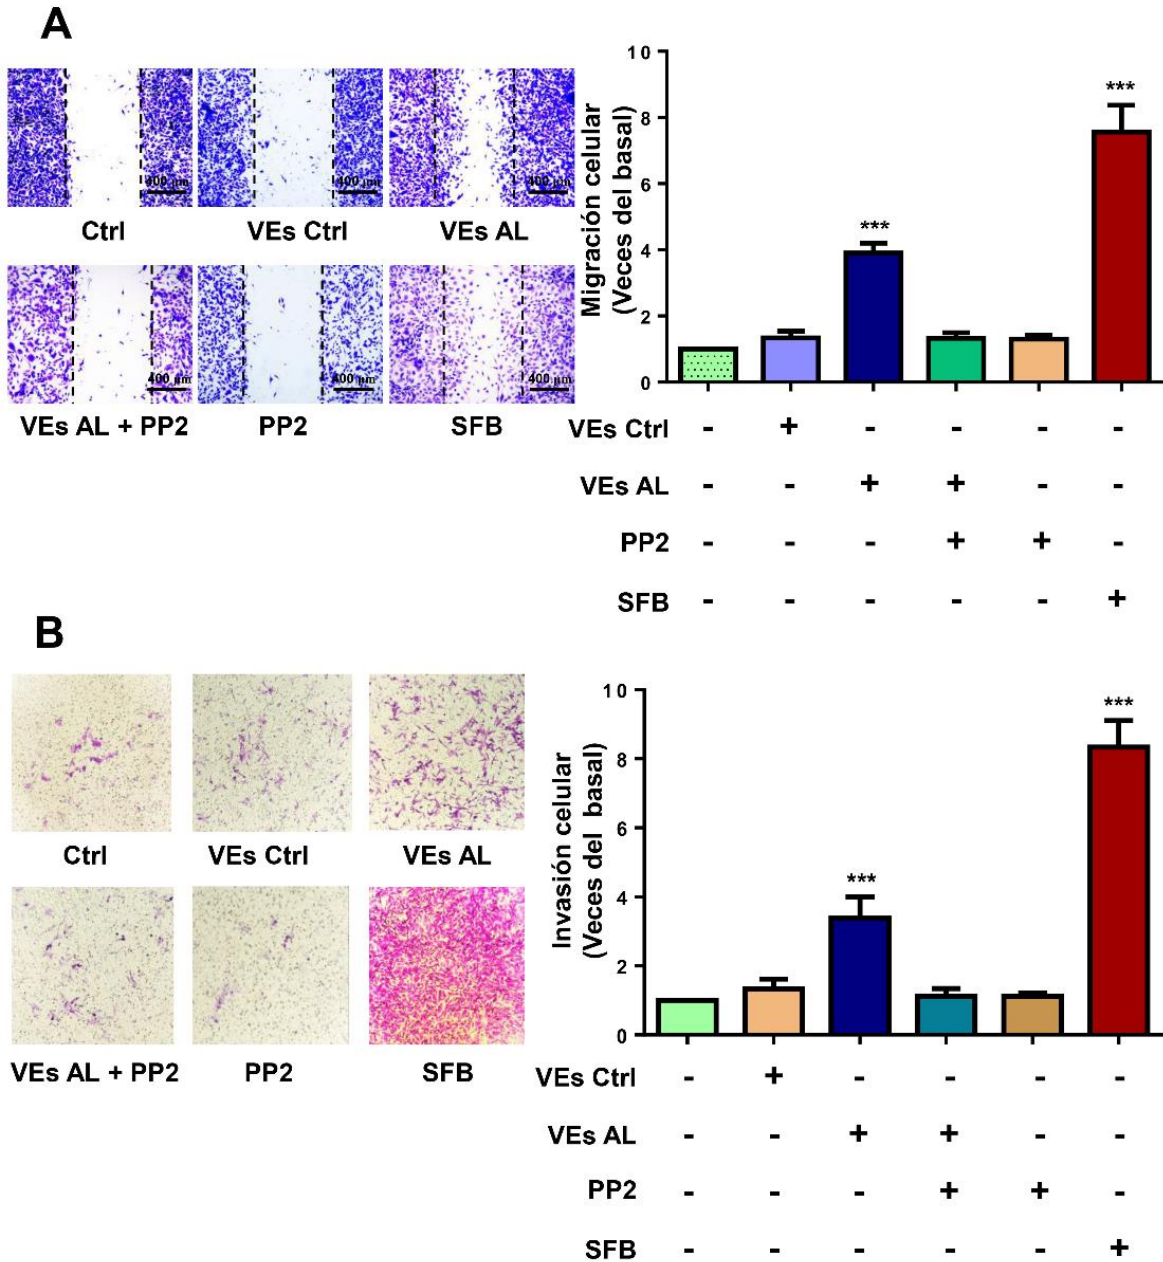 A
400 µm 400 µm 400 µm
Ctrl VEs Ctrl VEs AL
400 µm 400 µm 400 µm
VEs AL + PP2 PP2 SFB
Migración celular
(Veces del basal)
10
8
6
4
2
0
***
***
VEs Ctrl - + - - - -
VEs AL - - + + - -
PP2 - - - + + -
SFB - - - - - +
B
Ctrl VEs Ctrl VEs AL
VEs AL + PP2 PP2 SFB
Invasión celular
(Veces del basal)
10
8
6
4
2
0
***
***
VEs Ctrl - + - - - -
VEs AL - - + + - -
PP2 - - - + + -
SFB - - - - - +